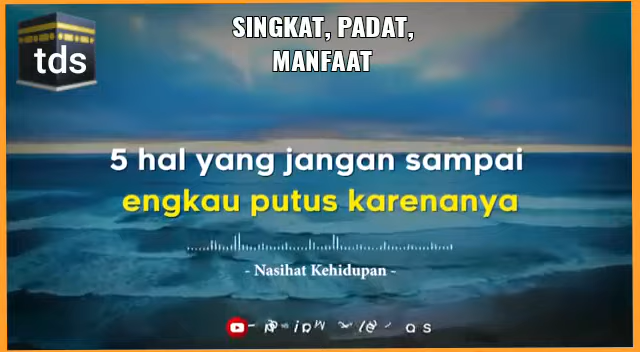 tds
SINGKAT, PADAT,
MANFAAT
5 hal yang jangan sampai
engkau putus karenanya
- Nasihat Kehidupan -